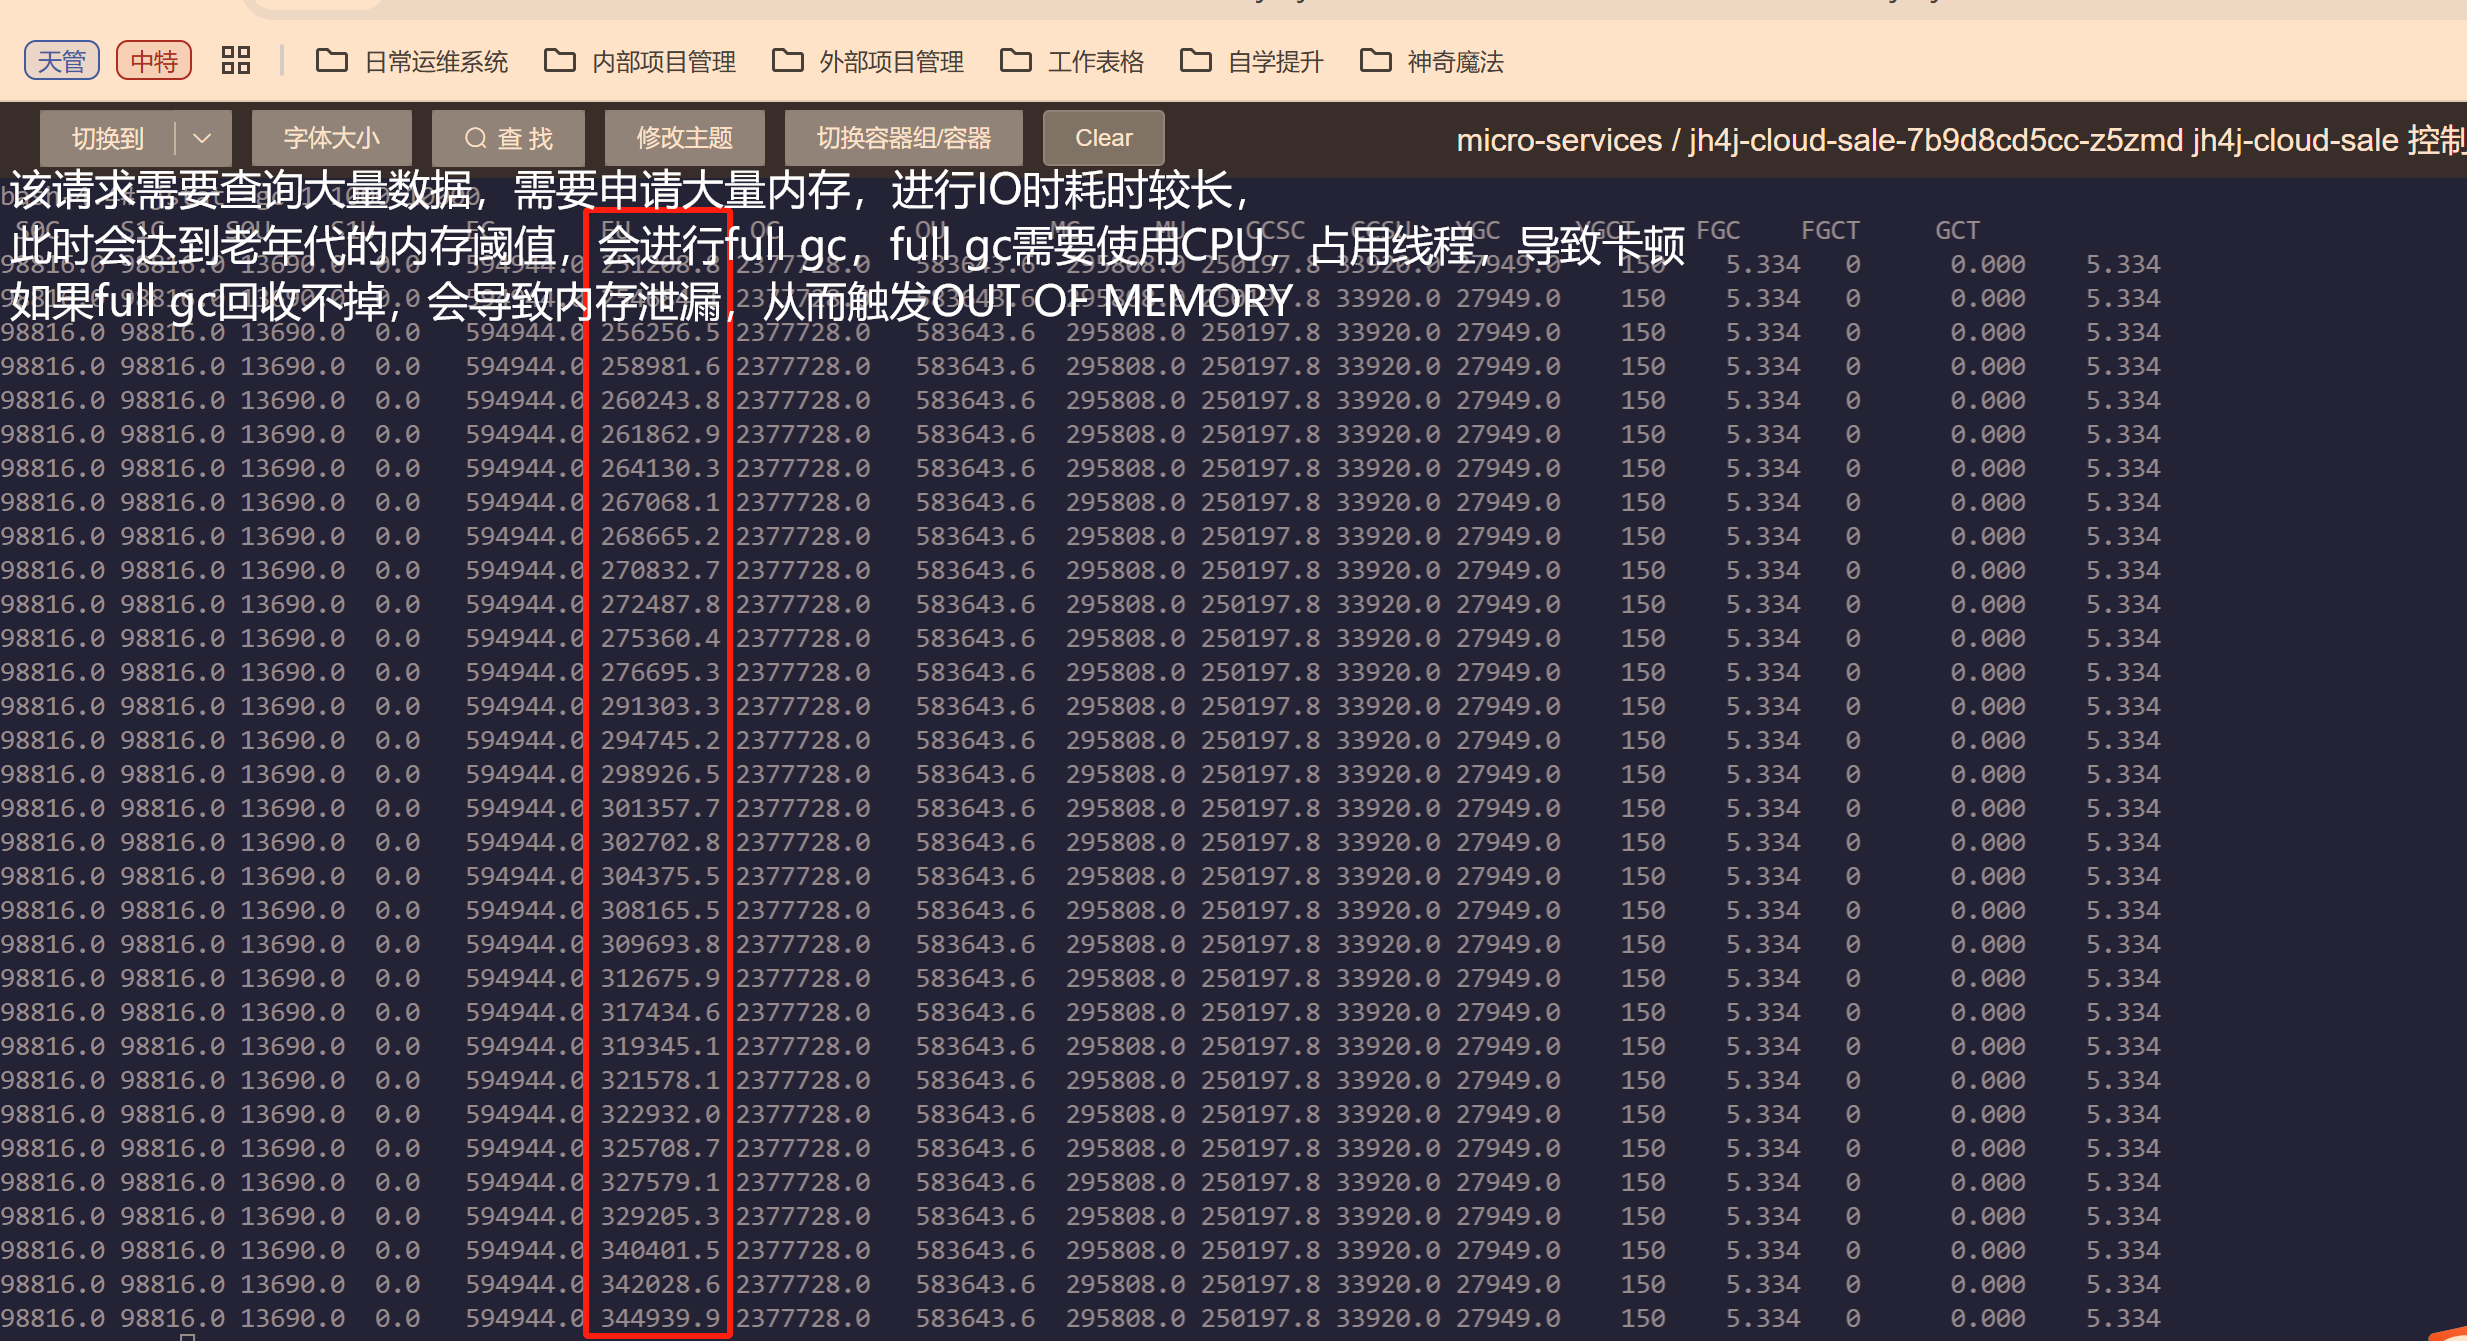 天管 中特 日常运维系统 内部项目管理 外部项目管理 工作表格 自学提升 神奇魔法
切换到 字体大小 查 找 修改主题 切换容器组/容器 Clear micro-services / jh4j-cloud-sale-7b9d8cd5cc-z5zmd jh4j-cloud-sale 控制
该请求需要查询大量数据，需要申请大量内存，进行IO时耗时较长，
S0C S1C S0U S1U EC EU OC OU MC MU CCSC CCSU YGC YGCT FGC FGCT GCT
此时会达到老年代的内存阈值，会进行full gc，full gc需要使用CPU，占用线程，导致卡顿
98816.0 98816.0 13690.0 0.0 594944.0 251208.8 2377728.0 583643.6 295808.0 250197.8 33920.0 27949.0 150 5.334 0 0.000 5.334
如果full gc回收不掉，会导致内存泄漏，从而触发OUT OF MEMORY
98816.0 98816.0 13690.0 0.0 594944.0 2377728.0 583643.6 295808.0 250197.8 33920.0 27949.0 150 5.334 0 0.000 5.334
98816.0 98816.0 13690.0 0.0 594944.0 256256.5 2377728.0 583643.6 295808.0 250197.8 33920.0 27949.0 150 5.334 0 0.000 5.334
98816.0 98816.0 13690.0 0.0 594944.0 258981.6 2377728.0 583643.6 295808.0 250197.8 33920.0 27949.0 150 5.334 0 0.000 5.334
98816.0 98816.0 13690.0 0.0 594944.0 260243.8 2377728.0 583643.6 295808.0 250197.8 33920.0 27949.0 150 5.334 0 0.000 5.334
98816.0 98816.0 13690.0 0.0 594944.0 261862.9 2377728.0 583643.6 295808.0 250197.8 33920.0 27949.0 150 5.334 0 0.000 5.334
98816.0 98816.0 13690.0 0.0 594944.0 264130.3 2377728.0 583643.6 295808.0 250197.8 33920.0 27949.0 150 5.334 0 0.000 5.334
98816.0 98816.0 13690.0 0.0 594944.0 267068.1 2377728.0 583643.6 295808.0 250197.8 33920.0 27949.0 150 5.334 0 0.000 5.334
98816.0 98816.0 13690.0 0.0 594944.0 268665.2 2377728.0 583643.6 295808.0 250197.8 33920.0 27949.0 150 5.334 0 0.000 5.334
98816.0 98816.0 13690.0 0.0 594944.0 270832.7 2377728.0 583643.6 295808.0 250197.8 33920.0 27949.0 150 5.334 0 0.000 5.334
98816.0 98816.0 13690.0 0.0 594944.0 272487.8 2377728.0 583643.6 295808.0 250197.8 33920.0 27949.0 150 5.334 0 0.000 5.334
98816.0 98816.0 13690.0 0.0 594944.0 275360.4 2377728.0 583643.6 295808.0 250197.8 33920.0 27949.0 150 5.334 0 0.000 5.334
98816.0 98816.0 13690.0 0.0 594944.0 276695.3 2377728.0 583643.6 295808.0 250197.8 33920.0 27949.0 150 5.334 0 0.000 5.334
98816.0 98816.0 13690.0 0.0 594944.0 291303.3 2377728.0 583643.6 295808.0 250197.8 33920.0 27949.0 150 5.334 0 0.000 5.334
98816.0 98816.0 13690.0 0.0 594944.0 294745.2 2377728.0 583643.6 295808.0 250197.8 33920.0 27949.0 150 5.334 0 0.000 5.334
98816.0 98816.0 13690.0 0.0 594944.0 298926.5 2377728.0 583643.6 295808.0 250197.8 33920.0 27949.0 150 5.334 0 0.000 5.334
98816.0 98816.0 13690.0 0.0 594944.0 301357.7 2377728.0 583643.6 295808.0 250197.8 33920.0 27949.0 150 5.334 0 0.000 5.334
98816.0 98816.0 13690.0 0.0 594944.0 302702.8 2377728.0 583643.6 295808.0 250197.8 33920.0 27949.0 150 5.334 0 0.000 5.334
98816.0 98816.0 13690.0 0.0 594944.0 304375.5 2377728.0 583643.6 295808.0 250197.8 33920.0 27949.0 150 5.334 0 0.000 5.334
98816.0 98816.0 13690.0 0.0 594944.0 308165.5 2377728.0 583643.6 295808.0 250197.8 33920.0 27949.0 150 5.334 0 0.000 5.334
98816.0 98816.0 13690.0 0.0 594944.0 309693.8 2377728.0 583643.6 295808.0 250197.8 33920.0 27949.0 150 5.334 0 0.000 5.334
98816.0 98816.0 13690.0 0.0 594944.0 312675.9 2377728.0 583643.6 295808.0 250197.8 33920.0 27949.0 150 5.334 0 0.000 5.334
98816.0 98816.0 13690.0 0.0 594944.0 317434.6 2377728.0 583643.6 295808.0 250197.8 33920.0 27949.0 150 5.334 0 0.000 5.334
98816.0 98816.0 13690.0 0.0 594944.0 319345.1 2377728.0 583643.6 295808.0 250197.8 33920.0 27949.0 150 5.334 0 0.000 5.334
98816.0 98816.0 13690.0 0.0 594944.0 321578.1 2377728.0 583643.6 295808.0 250197.8 33920.0 27949.0 150 5.334 0 0.000 5.334
98816.0 98816.0 13690.0 0.0 594944.0 322932.0 2377728.0 583643.6 295808.0 250197.8 33920.0 27949.0 150 5.334 0 0.000 5.334
98816.0 98816.0 13690.0 0.0 594944.0 325708.7 2377728.0 583643.6 295808.0 250197.8 33920.0 27949.0 150 5.334 0 0.000 5.334
98816.0 98816.0 13690.0 0.0 594944.0 327579.1 2377728.0 583643.6 295808.0 250197.8 33920.0 27949.0 150 5.334 0 0.000 5.334
98816.0 98816.0 13690.0 0.0 594944.0 329205.3 2377728.0 583643.6 295808.0 250197.8 33920.0 27949.0 150 5.334 0 0.000 5.334
98816.0 98816.0 13690.0 0.0 594944.0 340401.5 2377728.0 583643.6 295808.0 250197.8 33920.0 27949.0 150 5.334 0 0.000 5.334
98816.0 98816.0 13690.0 0.0 594944.0 342028.6 2377728.0 583643.6 295808.0 250197.8 33920.0 27949.0 150 5.334 0 0.000 5.334
98816.0 98816.0 13690.0 0.0 594944.0 344939.9 2377728.0 583643.6 295808.0 250197.8 33920.0 27949.0 150 5.334 0 0.000 5.334